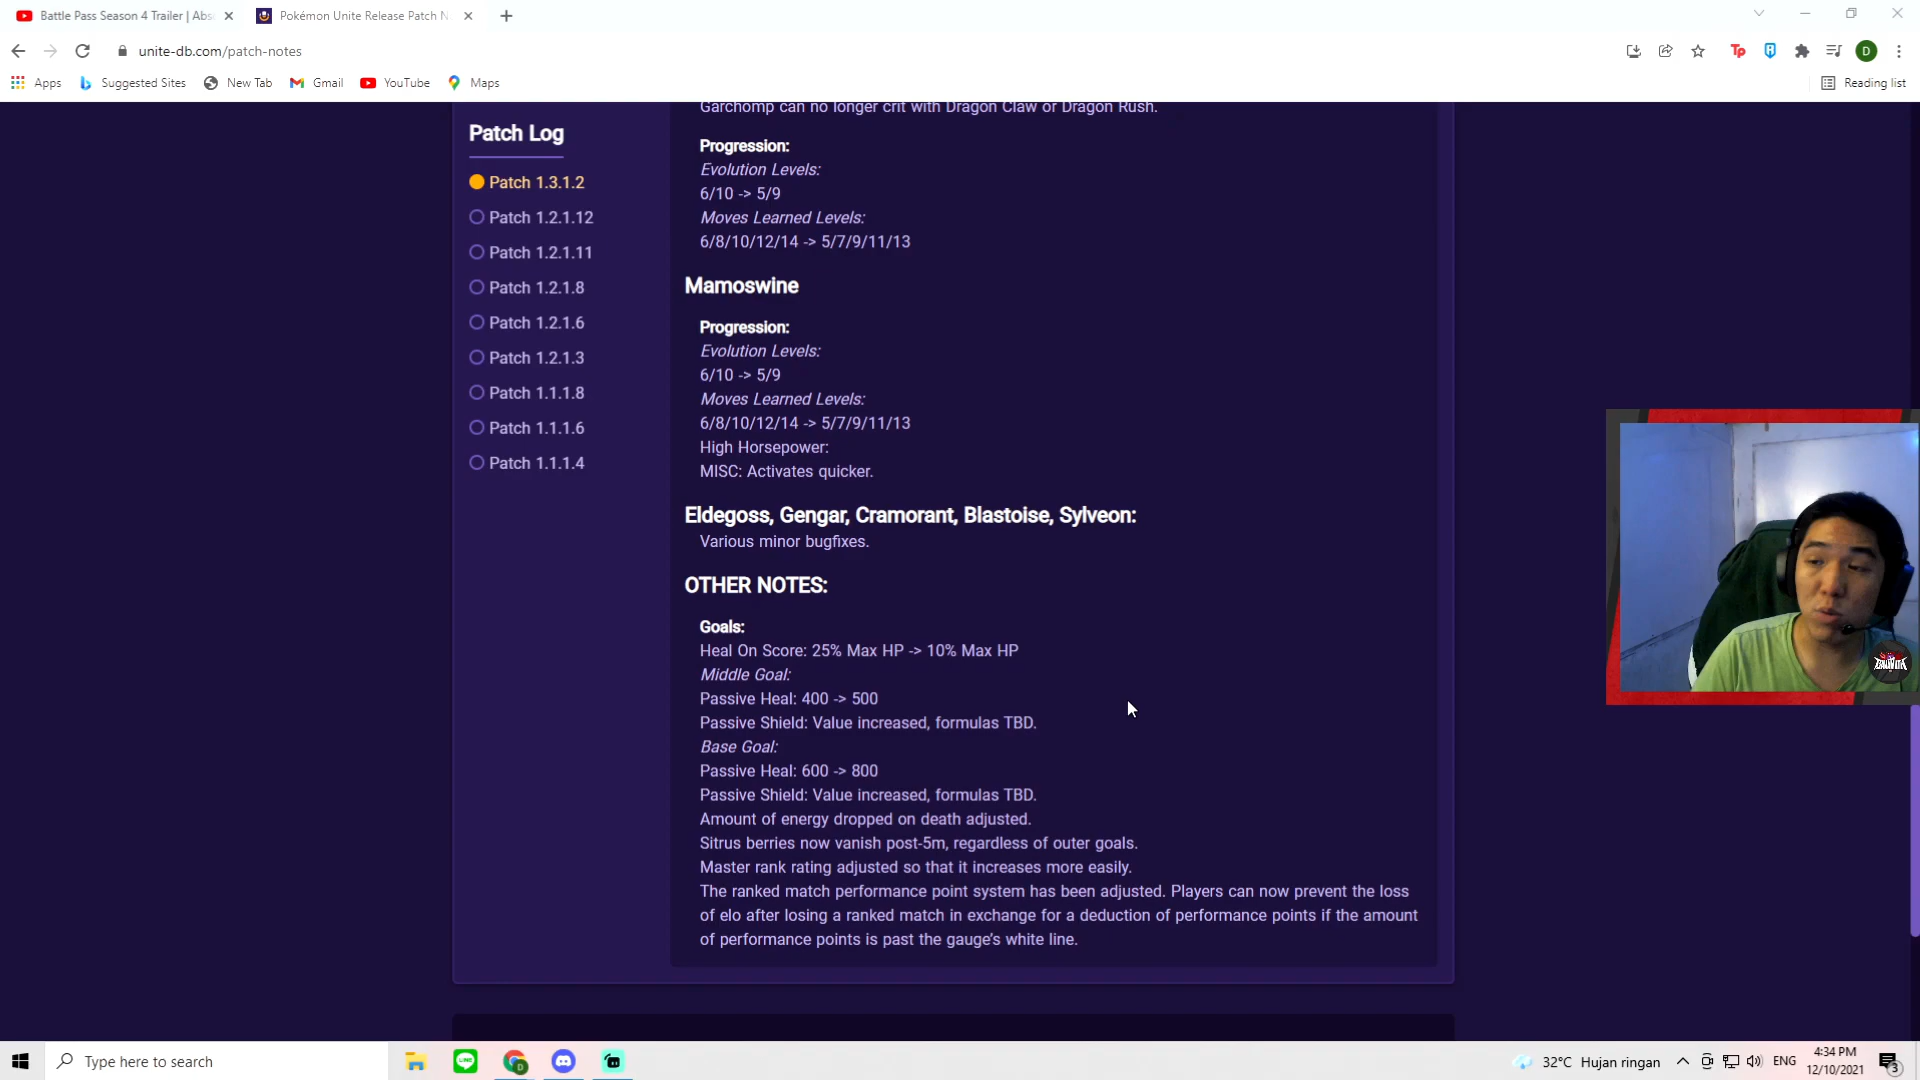 Battle Pass Season 4 Trailer | Abs
Pokémon Unite Release Patch N
unite-db.com/patch-notes
Tp
D
Apps
Suggested Sites
New Tab
Gmail
YouTube
Maps
Reading list
Patch Log
Patch 1.3.1.2
Patch 1.2.1.12
Patch 1.2.1.11
Patch 1.2.1.8
Patch 1.2.1.6
Patch 1.2.1.3
Patch 1.1.1.8
Patch 1.1.1.6
Patch 1.1.1.4
Garchomp can no longer crit with Dragon Claw or Dragon Rush.
Progression:
Evolution Levels:
6/10 -> 5/9
Moves Learned Levels:
6/8/10/12/14 -> 5/7/9/11/13
Mamoswine
Progression:
Evolution Levels:
6/10 -> 5/9
Moves Learned Levels:
6/8/10/12/14 -> 5/7/9/11/13
High Horsepower:
MISC: Activates quicker.
Eldegoss, Gengar, Cramorant, Blastoise, Sylveon:
Various minor bugfixes.
OTHER NOTES:
Goals:
Heal On Score: 25% Max HP -> 10% Max HP
Middle Goal:
Passive Heal: 400 -> 500
Passive Shield: Value increased, formulas TBD.
Base Goal:
Passive Heal: 600 -> 800
Passive Shield: Value increased, formulas TBD.
Amount of energy dropped on death adjusted.
Sitrus berries now vanish post-5m, regardless of outer goals.
Master rank rating adjusted so that it increases more easily.
The ranked match performance point system has been adjusted. Players can now prevent the loss
of elo after losing a ranked match in exchange for a deduction of performance points if the amount
of performance points is past the gauge's white line.
Type here to search
LINE
D
32°C Hujan ringan
ENG
4:34 PM
12/10/2021
3